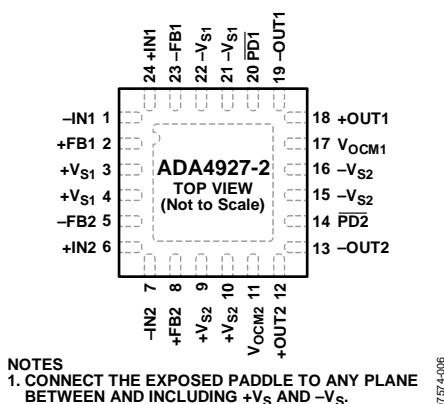 24 +IN1
23 –FB1
22 –VS1
21 –VS1
20 PD1
19 –OUT1
–IN1 1
+FB1 2
+VS1 3
+VS1 4
–FB2 5
+IN2 6
ADA4927-2
TOP VIEW
(Not to Scale)
18 +OUT1
17 VOCM1
16 –VS2
15 –VS2
14 PD2
13 –OUT2
–IN2 7
+FB2 8
+VS2 9
+VS2 10
VOCM2 11
+OUT2 12
NOTES
1. CONNECT THE EXPOSED PADDLE TO ANY PLANE
BETWEEN AND INCLUDING +VS AND –VS.
07574-006